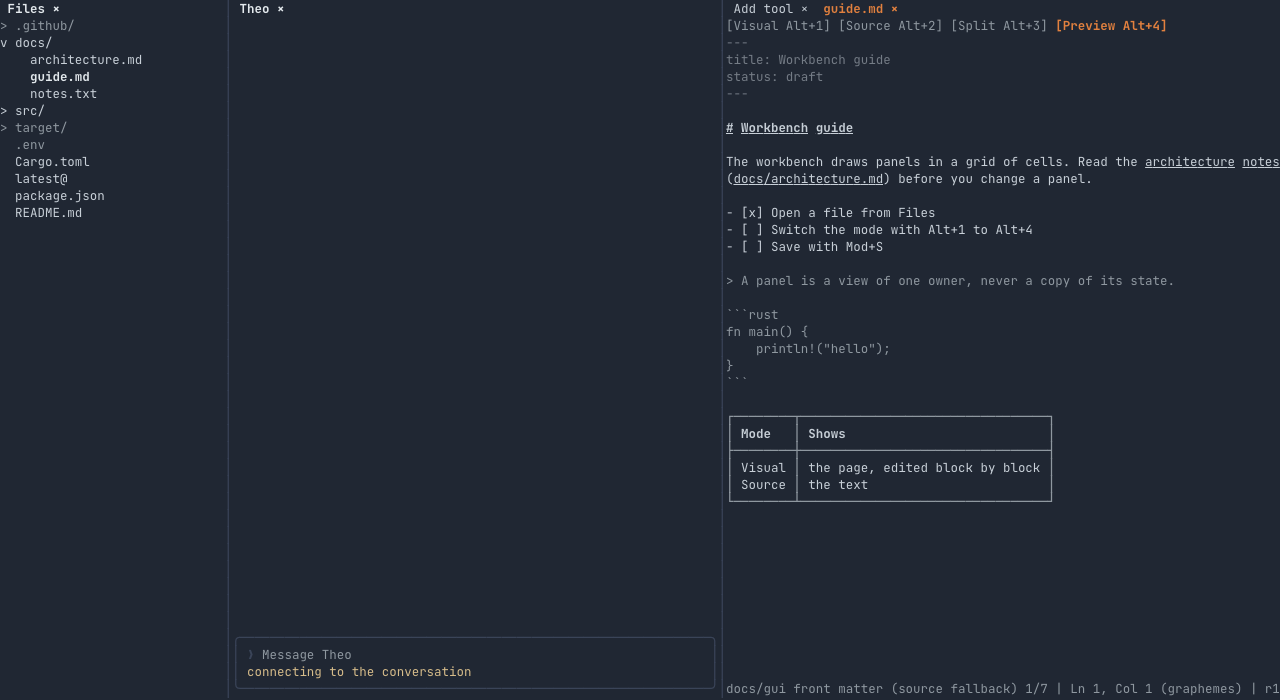 Files ×
> .github/
v docs/
architecture.md
guide.md
notes.txt
> src/
> target/
.env
Cargo.toml
latest@
package.json
README.md
Theo ×
⟩ Message Theo
connecting to the conversation
Add tool × guide.md ×
[Visual Alt+1] [Source Alt+2] [Split Alt+3] [Preview Alt+4]
---
title: Workbench guide
status: draft
---
# Workbench guide
The workbench draws panels in a grid of cells. Read the architecture notes
(docs/architecture.md) before you change a panel.
- [x] Open a file from Files
- [ ] Switch the mode with Alt+1 to Alt+4
- [ ] Save with Mod+S
> A panel is a view of one owner, never a copy of its state.
```rust
fn main() {
    println!("hello");
}
```
Mode Shows
Visual the page, edited block by block
Source the text
docs/gui front matter (source fallback) 1/7 | Ln 1, Col 1 (graphemes) | r1